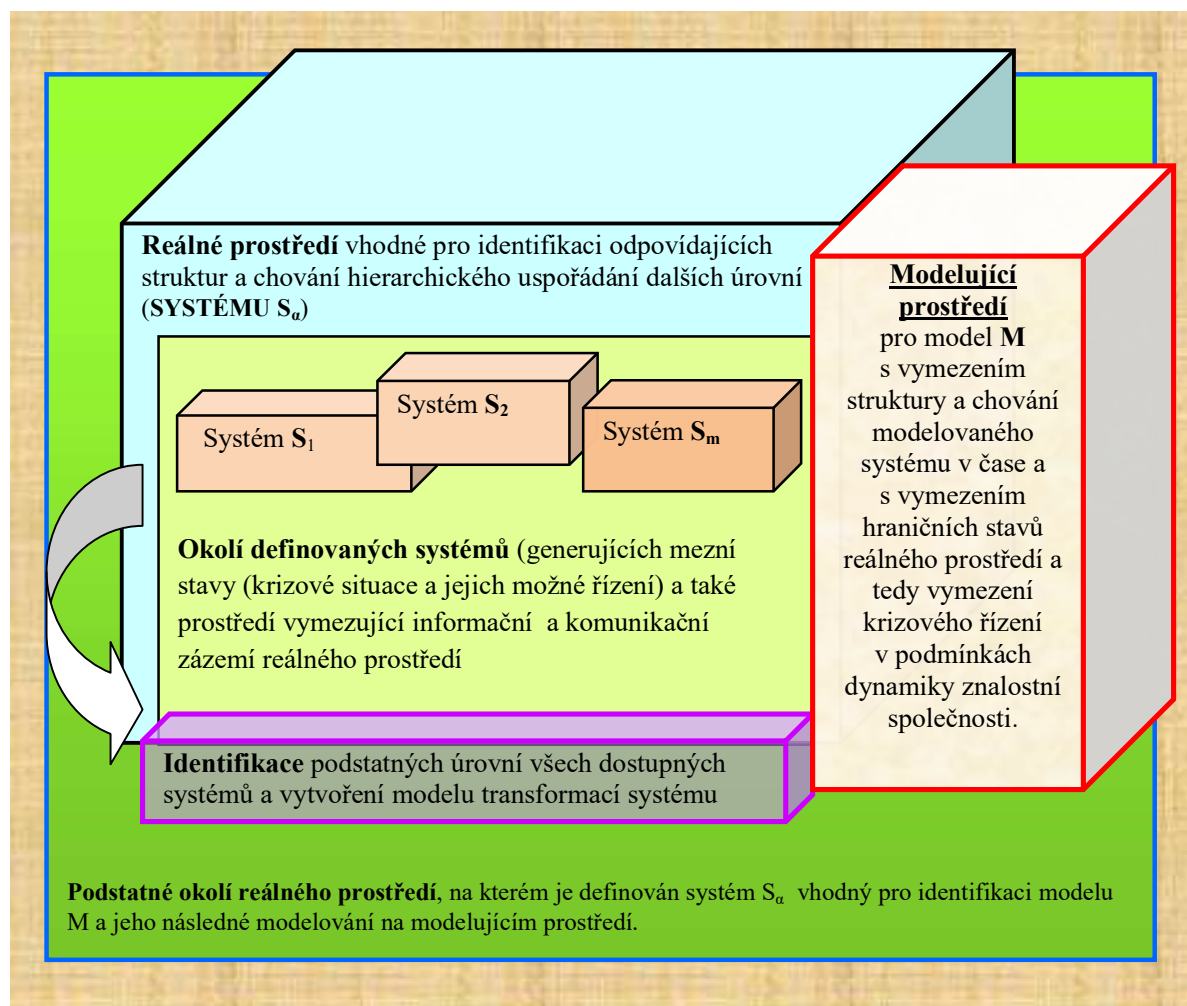 Reálné prostředí vhodné pro identifikaci odpovídajících
struktur a chování hierarchického uspořádání dalších úrovní
(SYSTÉMU Sα)
Systém S1
Systém S2
Systém Sm
Okolí definovaných systémů (generujících mezní
stavy (krizové situace a jejich možné řízení) a také
prostředí vymezující informační a komunikační
zázemí reálného prostředí
Modelující
prostředí
pro model M
s vymezením
struktury a chování
modelovaného
systému v čase a
s vymezením
hraničních stavů
reálného prostředí a
tedy vymezení
krizového řízení
v podmínkách
dynamiky znalostní
společnosti.
Identifikace podstatných úrovní všech dostupných
systémů a vytvoření modelu transformací systému
Podstatné okolí reálného prostředí, na kterém je definován systém Sα vhodný pro identifikaci modelu
M a jeho následné modelování na modelujícím prostředí.